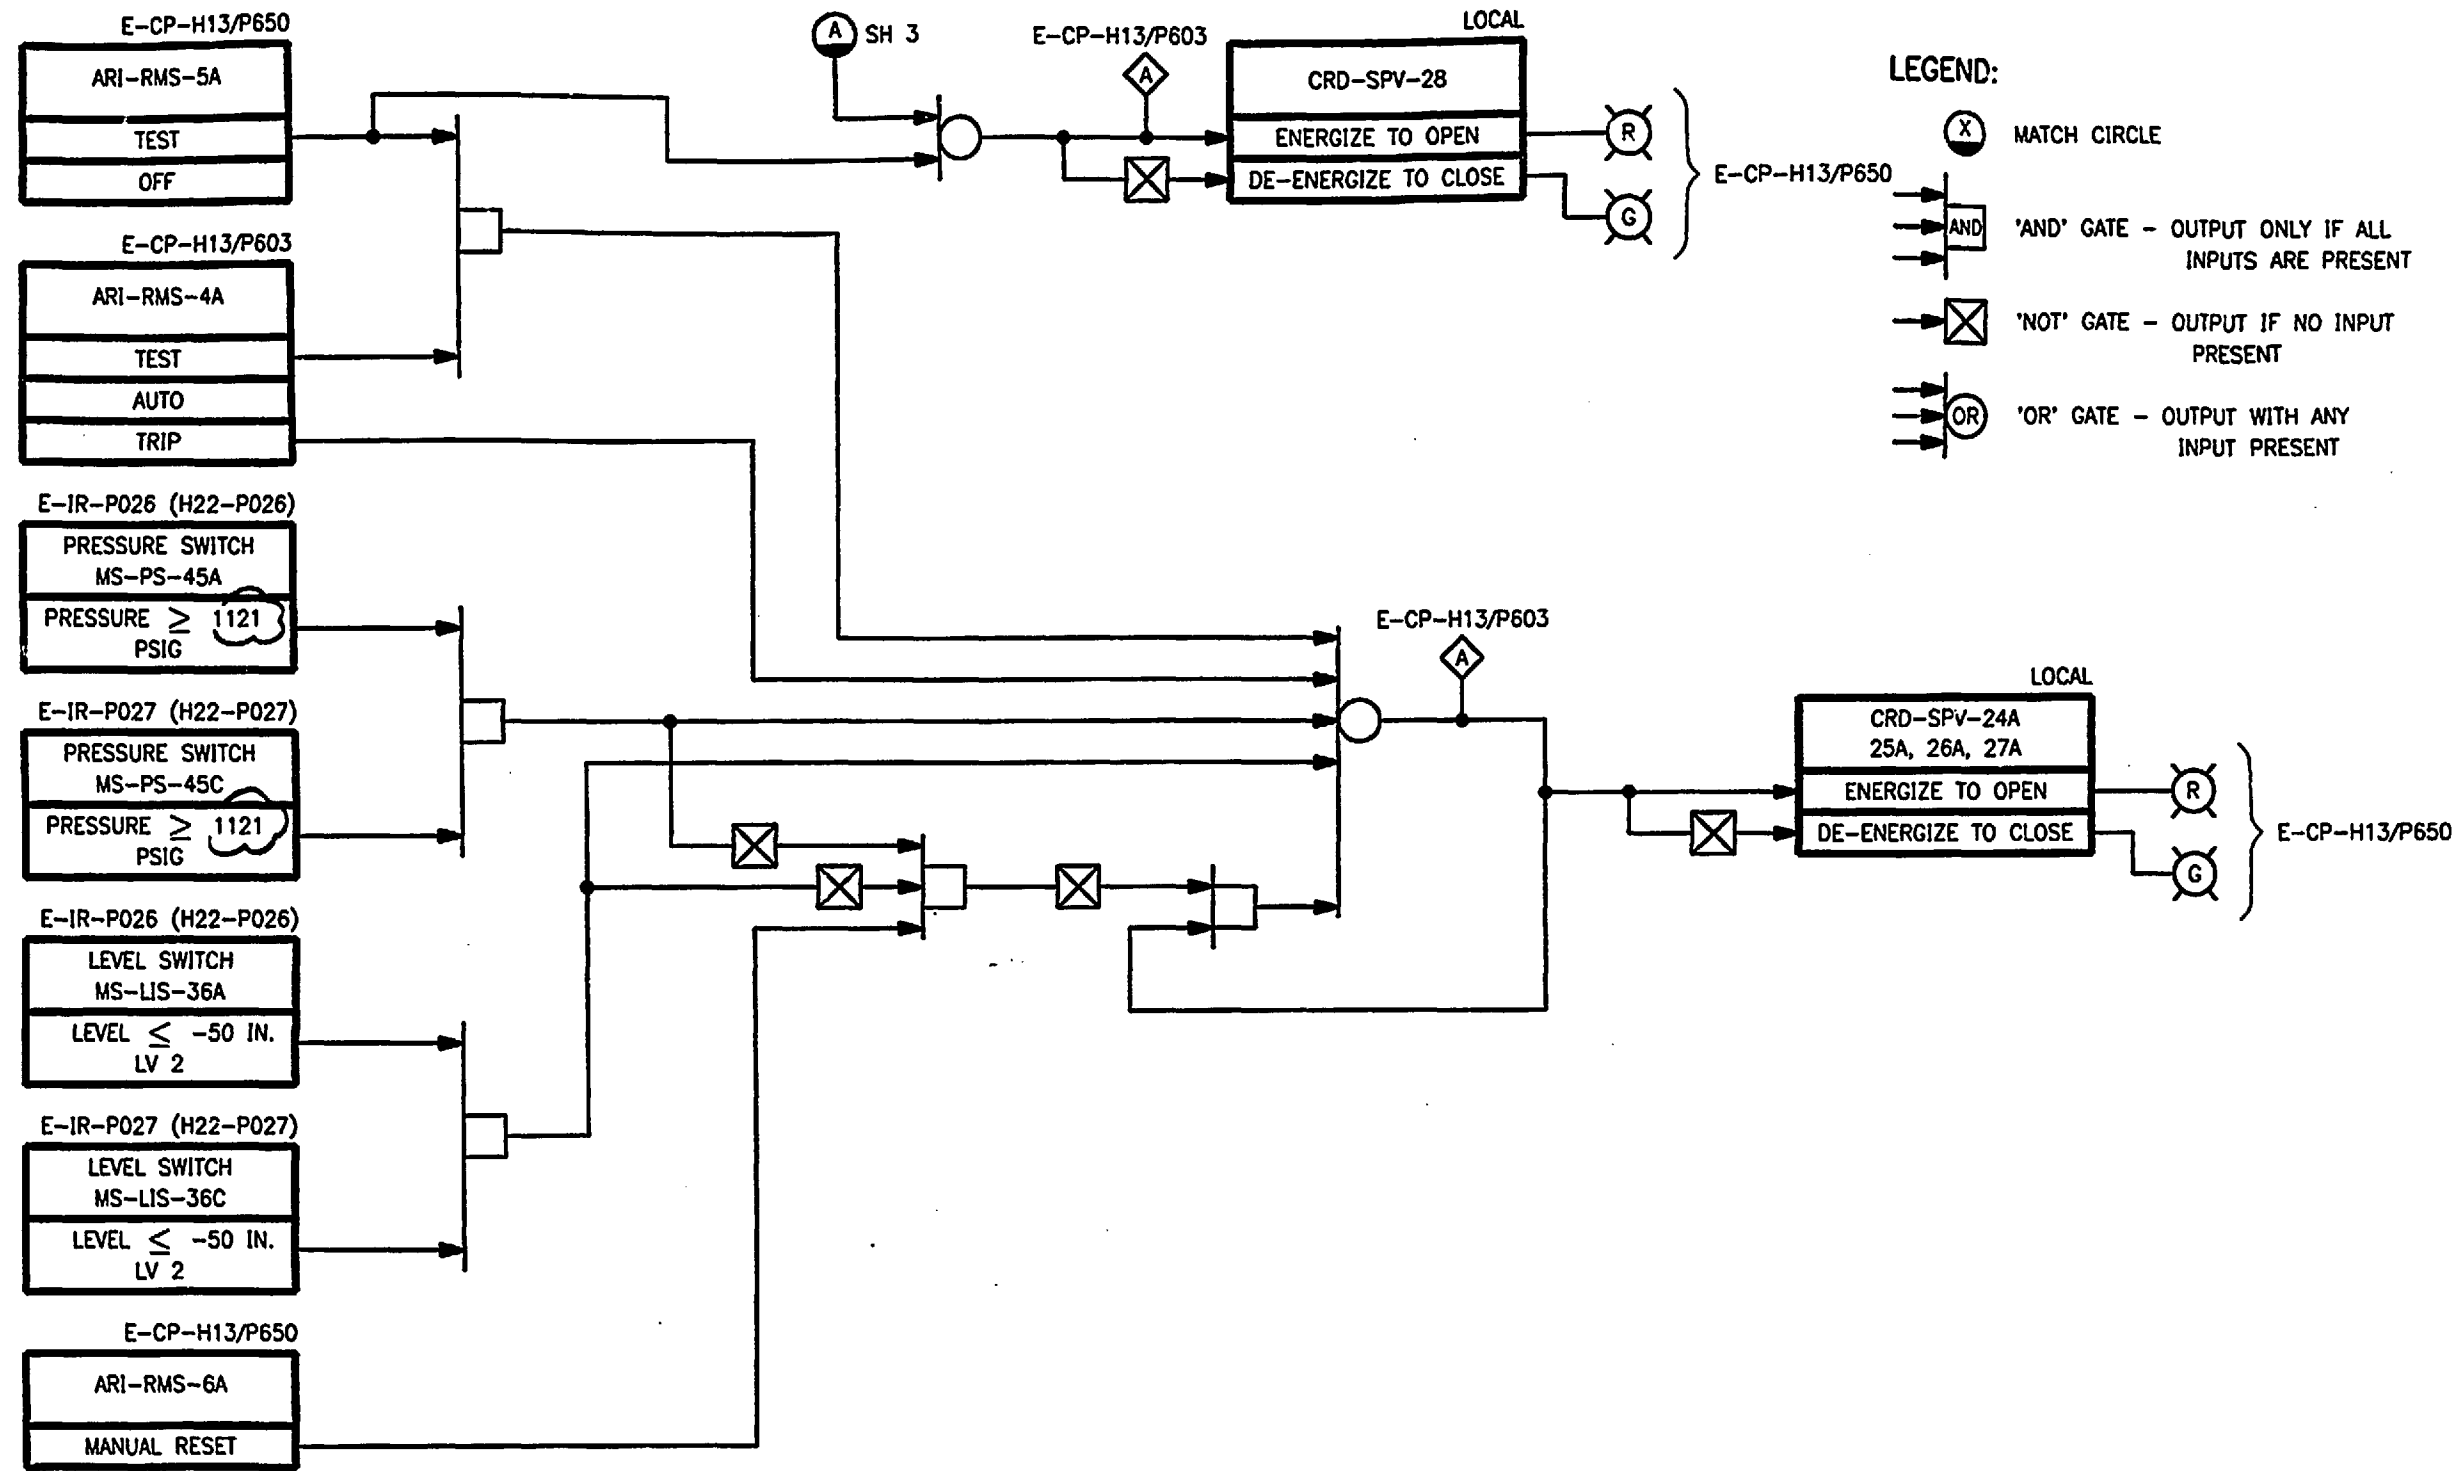 E-CP-H13/P650
ARI-RMS-5A
TEST
OFF
E-CP-H13/P603
ARI-RMS-4A
TEST
AUTO
TRIP
E-IR-P026 (H22-P026)
PRESSURE SWITCH
MS-PS-45A
PRESSURE ≥ 1121
PSIG
E-IR-P027 (H22-P027)
PRESSURE SWITCH
MS-PS-45C
PRESSURE ≥ 1121
PSIG
E-IR-P026 (H22-P026)
LEVEL SWITCH
MS-LIS-36A
LEVEL ≤ -50 IN.
LV 2
E-IR-P027 (H22-P027)
LEVEL SWITCH
MS-LIS-36C
LEVEL ≤ -50 IN.
LV 2
E-CP-H13/P650
ARI-RMS-6A
MANUAL RESET
A SH 3
E-CP-H13/P603
A
LOCAL
CRD-SPV-28
ENERGIZE TO OPEN
DE-ENERGIZE TO CLOSE
R
G
E-CP-H13/P650
E-CP-H13/P603
A
LOCAL
CRD-SPV-24A
25A, 26A, 27A
ENERGIZE TO OPEN
DE-ENERGIZE TO CLOSE
R
G
E-CP-H13/P650
LEGEND:
X MATCH CIRCLE
AND 'AND' GATE - OUTPUT ONLY IF ALL
INPUTS ARE PRESENT
'NOT' GATE - OUTPUT IF NO INPUT
PRESENT
OR 'OR' GATE - OUTPUT WITH ANY
INPUT PRESENT